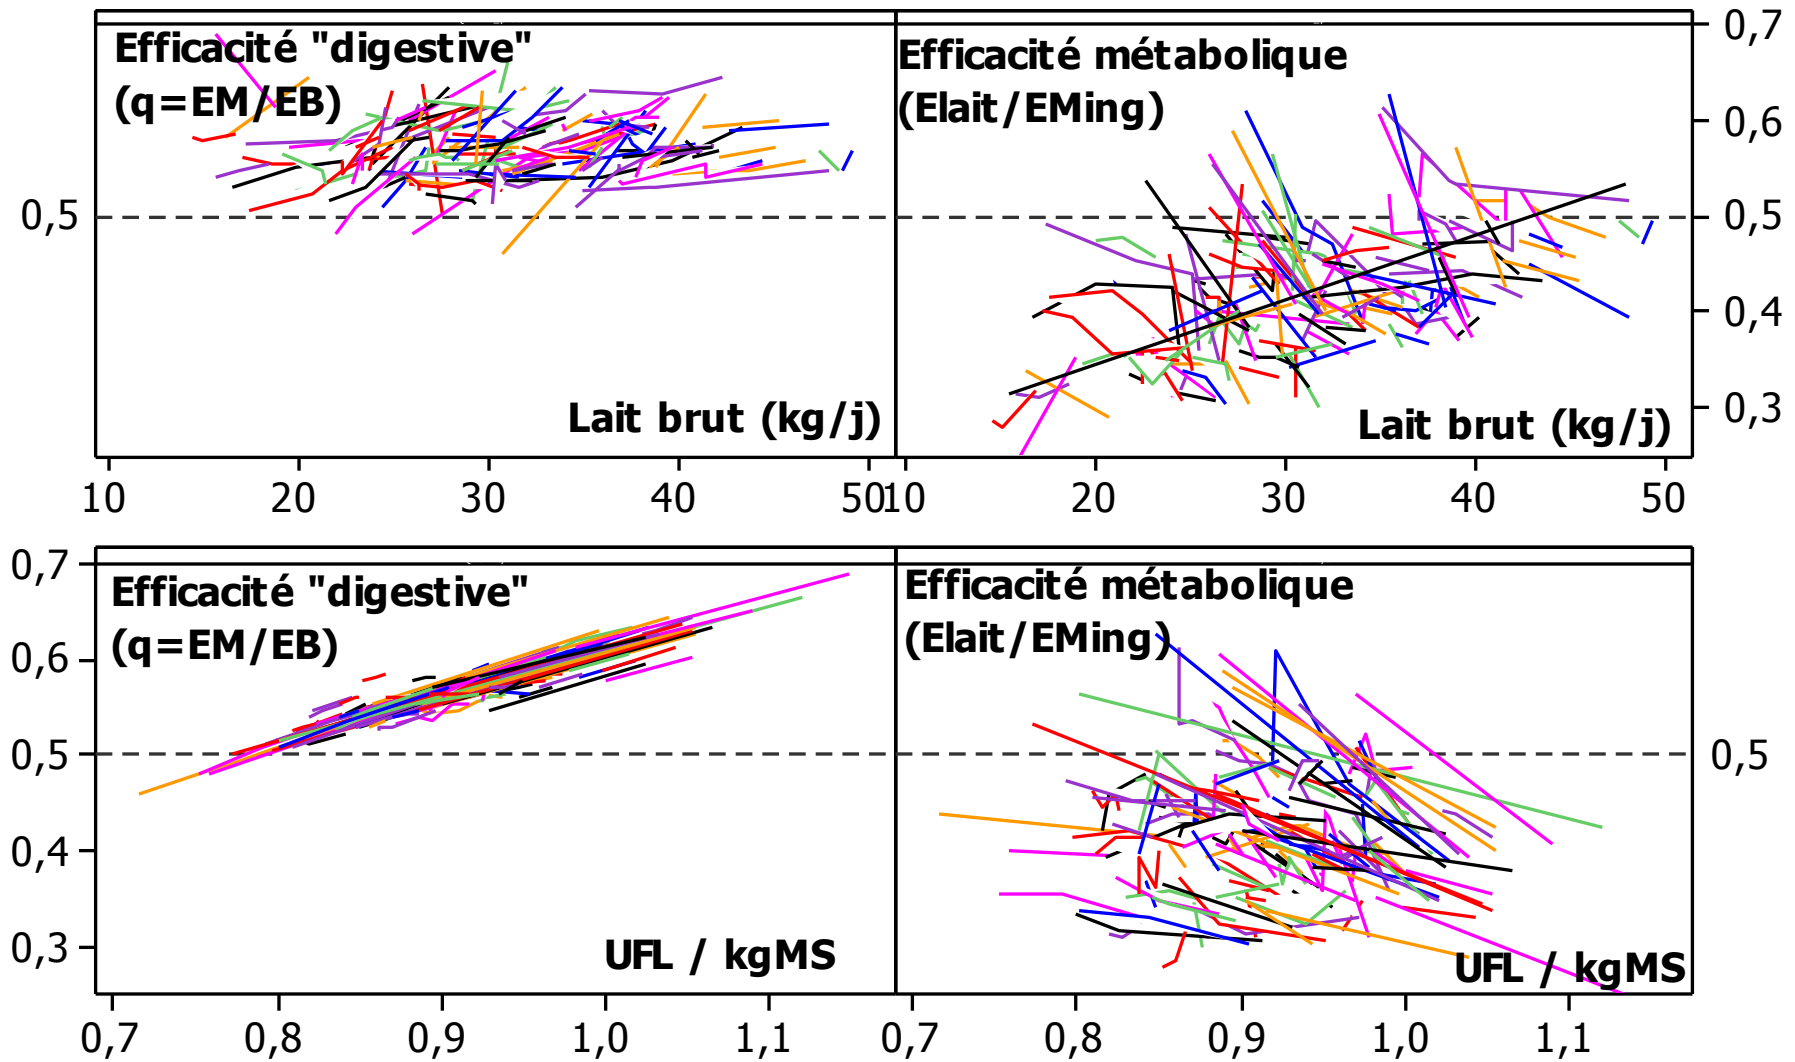 Efficacité "digestive"
(q=EM/EB)
Efficacité métabolique
(Elait/EMing)
0,7
0,6
0,5
0,5
0,4
0,3
Lait brut (kg/j)
Lait brut (kg/j)
10 20 30 40 50
10 20 30 40 50
0,7
0,6
0,5
0,4
0,3
Efficacité "digestive"
(q=EM/EB)
Efficacité métabolique
(Elait/EMing)
0,5
UFL / kgMS
UFL / kgMS
0,7 0,8 0,9 1,0 1,1
0,7 0,8 0,9 1,0 1,1